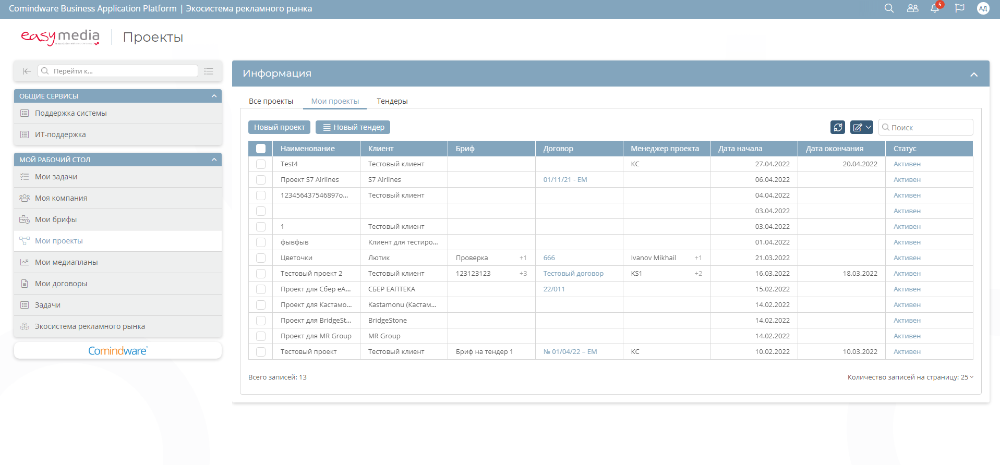 Comindware Business Application Platform | Экосистема рекламного рынка
5
АД
easy media
Проекты
Перейти к...
ОБЩИЕ СЕРВИСЫ
Поддержка системы
ИТ-поддержка
МОЙ РАБОЧИЙ СТОЛ
Мои задачи
Моя компания
Мои брифы
Мои проекты
Мои медиапланы
Мои договоры
Задачи
Экосистема рекламного рынка
Comindware
Информация
Все проекты Мои проекты Тендеры
Новый проект Новый тендер Поиск
Наименование Клиент Бриф Договор Менеджер проекта Дата начала Дата окончания Статус
Test4 Тестовый клиент КС 27.04.2022 20.04.2022 Активен
Проект S7 Airlines S7 Airlines 01/11/21 - ЕМ 06.04.2022 Активен
123456437546897о... Тестовый клиент 04.04.2022 Активен
03.04.2022 Активен
1 Тестовый клиент 03.04.2022 Активен
фывфыв Клиент для тестиро... 01.04.2022 Активен
Цветочки Лютик Проверка +1 666 Ivanov Mikhail +1 21.03.2022 Активен
Тестовый проект 2 Тестовый клиент 123123123 +3 Тестовый договор KS1 +2 16.03.2022 18.03.2022 Активен
Проект для Сбер еА... СБЕР ЕАПТЕКА 22/011 15.02.2022 Активен
Проект для Кастамо... Kastamonu (Кастам... 14.02.2022 Активен
Проект для BridgeSt... BridgeStone 14.02.2022 Активен
Проект для MR Group MR Group 14.02.2022 Активен
Тестовый проект Тестовый клиент Бриф на тендер 1 № 01/04/22 – ЕМ КС 10.02.2022 10.03.2022 Активен
Всего записей: 13
Количество записей на страницу: 25